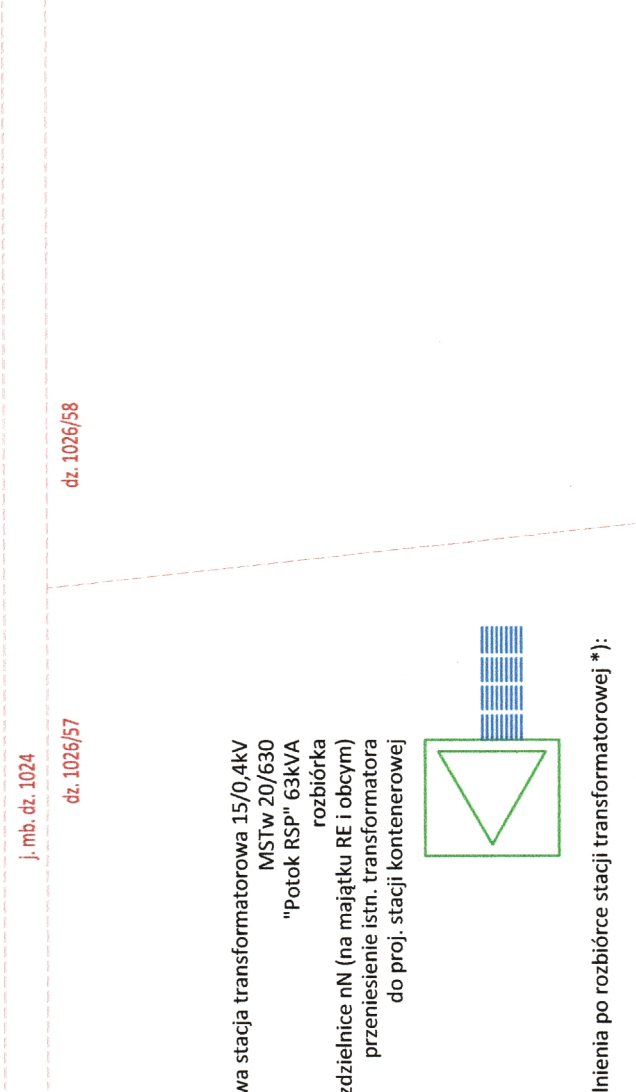 j. mb. dz. 1024
dz. 1026/57
dz. 1026/58
wa stacja transformatorowa 15/0,4kV
MSTw 20/630
"Potok RSP" 63kVA
rozbiórka
zdzielnice nN (na majątku RE i obcym)
przeniesienie istn. transformatora
do proj. stacji kontenerowej
lnienia po rozbiórce stacji transformatorowej *):